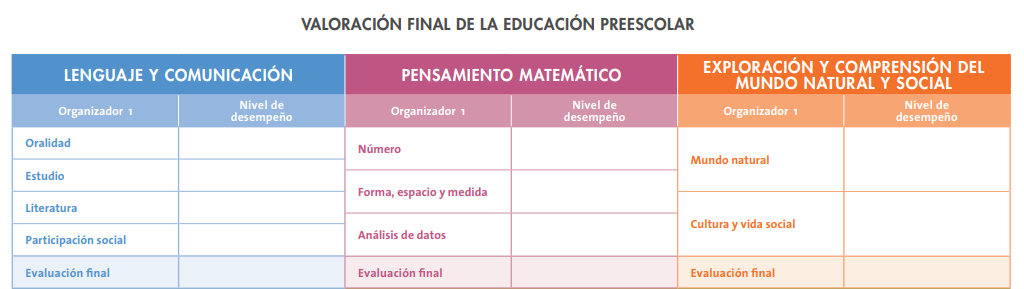 VALORACIÓN FINAL DE LA EDUCACIÓN PREESCOLAR
LENGUAJE Y COMUNICACIÓN
Organizador 1
Nivel de
desempeño
Oralidad
Estudio
Literatura
Participación social
Evaluación final
PENSAMIENTO MATEMÁTICO
Organizador 1
Nivel de
desempeño
Número
Forma, espacio y medida
Análisis de datos
Evaluación final
EXPLORACIÓN Y COMPRENSIÓN DEL
MUNDO NATURAL Y SOCIAL
Organizador 1
Nivel de
desempeño
Mundo natural
Cultura y vida social
Evaluación final